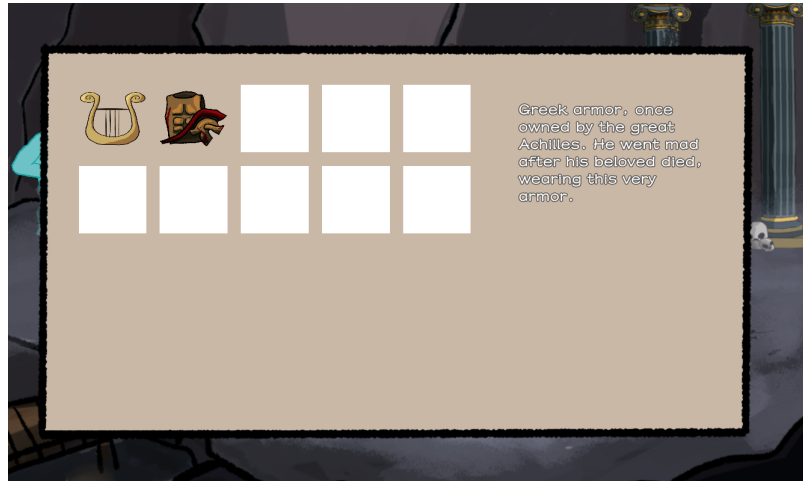 Greek armor, once
owned by the great
Achilles. He went mad
after his beloved died,
wearing this very
armor.